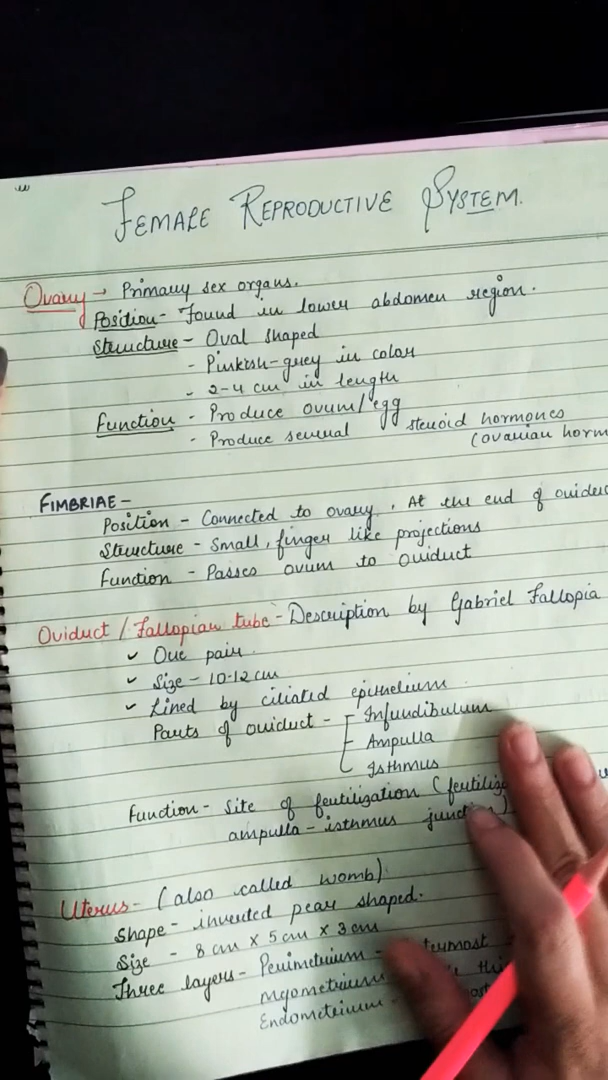 FEMALE REPRODUCTIVE SYSTEM.
Ovary → Primary sex organs.
Position - Found in lower abdomen region.
Structure - Oval shaped
- Pinkish-grey in color
- 2-4 cm in length
Function - Produce ovum/egg
- Produce several steroid hormones
(ovarian horm
FIMBRIAE -
Position - Connected to ovary, At the end of oviduc
Structure - Small, finger like projections
Function - Passes ovum to oviduct
Oviduct / Fallopian tube - Description by Gabriel Fallopia
✓ One pair.
✓ Size - 10-12 cm
✓ Lined by ciliated epithelium
Parts of oviduct - Infundibulum
Ampulla
Isthmus
Function - Site of fertilization (fertiliz
ampulla - isthmus junction)
Uterus - (also called womb)
Shape - inverted pear shaped.
Size - 8 cm x 5 cm x 3 cm
Three layers - Perimetrium - termost
Myometrium
Endometrium -